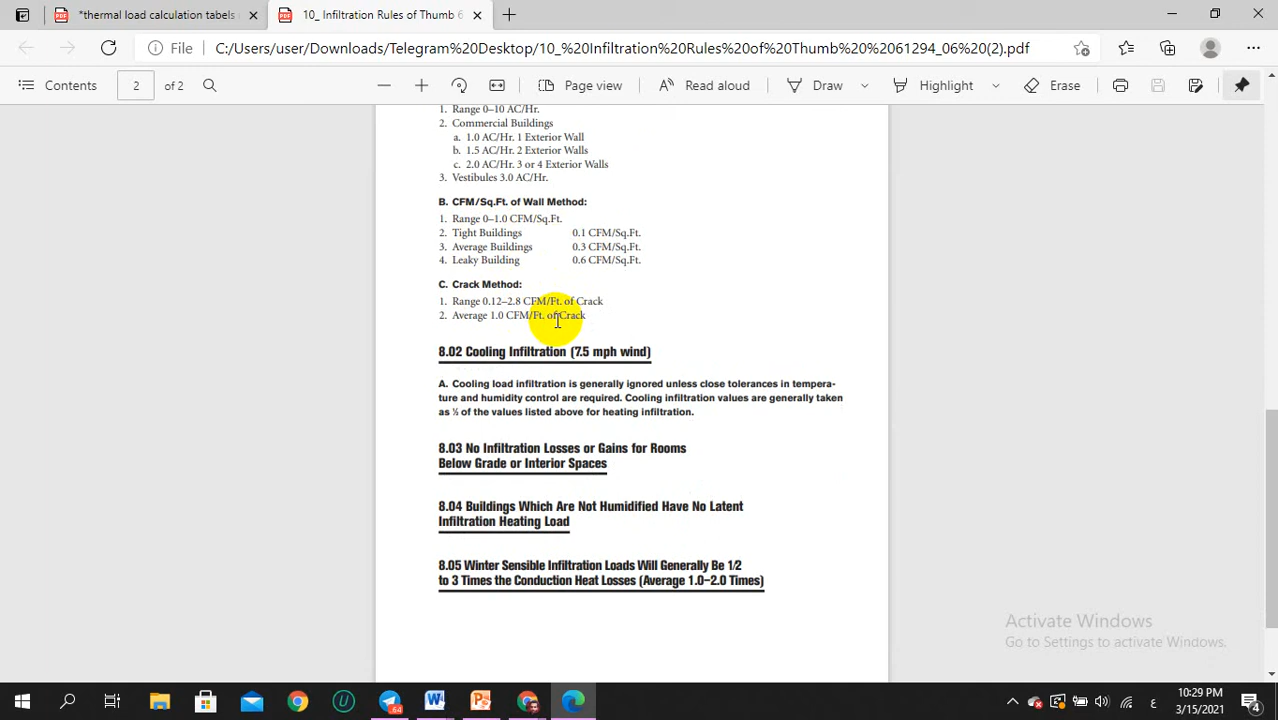 *thermal load calculation tabels
10_ Infiltration Rules of Thumb 6
File
C:/Users/user/Downloads/Telegram%20Desktop/10_%20Infiltration%20Rules%20of%20Thumb%20%2061294_06%20(2).pdf
Contents
2
of 2
Page view
Read aloud
Draw
Highlight
Erase
1. Range 0–10 AC/Hr.
2. Commercial Buildings
a. 1.0 AC/Hr. 1 Exterior Wall
b. 1.5 AC/Hr. 2 Exterior Walls
c. 2.0 AC/Hr. 3 or 4 Exterior Walls
3. Vestibules 3.0 AC/Hr.
B. CFM/Sq.Ft. of Wall Method:
1. Range 0–1.0 CFM/Sq.Ft.
2. Tight Buildings 0.1 CFM/Sq.Ft.
3. Average Buildings 0.3 CFM/Sq.Ft.
4. Leaky Building 0.6 CFM/Sq.Ft.
C. Crack Method:
1. Range 0.12–2.8 CFM/Ft. of Crack
2. Average 1.0 CFM/Ft. of Crack
8.02 Cooling Infiltration (7.5 mph wind)
A. Cooling load infiltration is generally ignored unless close tolerances in tempera-
ture and humidity control are required. Cooling infiltration values are generally taken
as ½ of the values listed above for heating infiltration.
8.03 No Infiltration Losses or Gains for Rooms
Below Grade or Interior Spaces
8.04 Buildings Which Are Not Humidified Have No Latent
Infiltration Heating Load
8.05 Winter Sensible Infiltration Loads Will Generally Be 1/2
to 3 Times the Conduction Heat Losses (Average 1.0–2.0 Times)
Activate Windows
Go to Settings to activate Windows.
64
ع
10:29 PM
3/15/2021
4